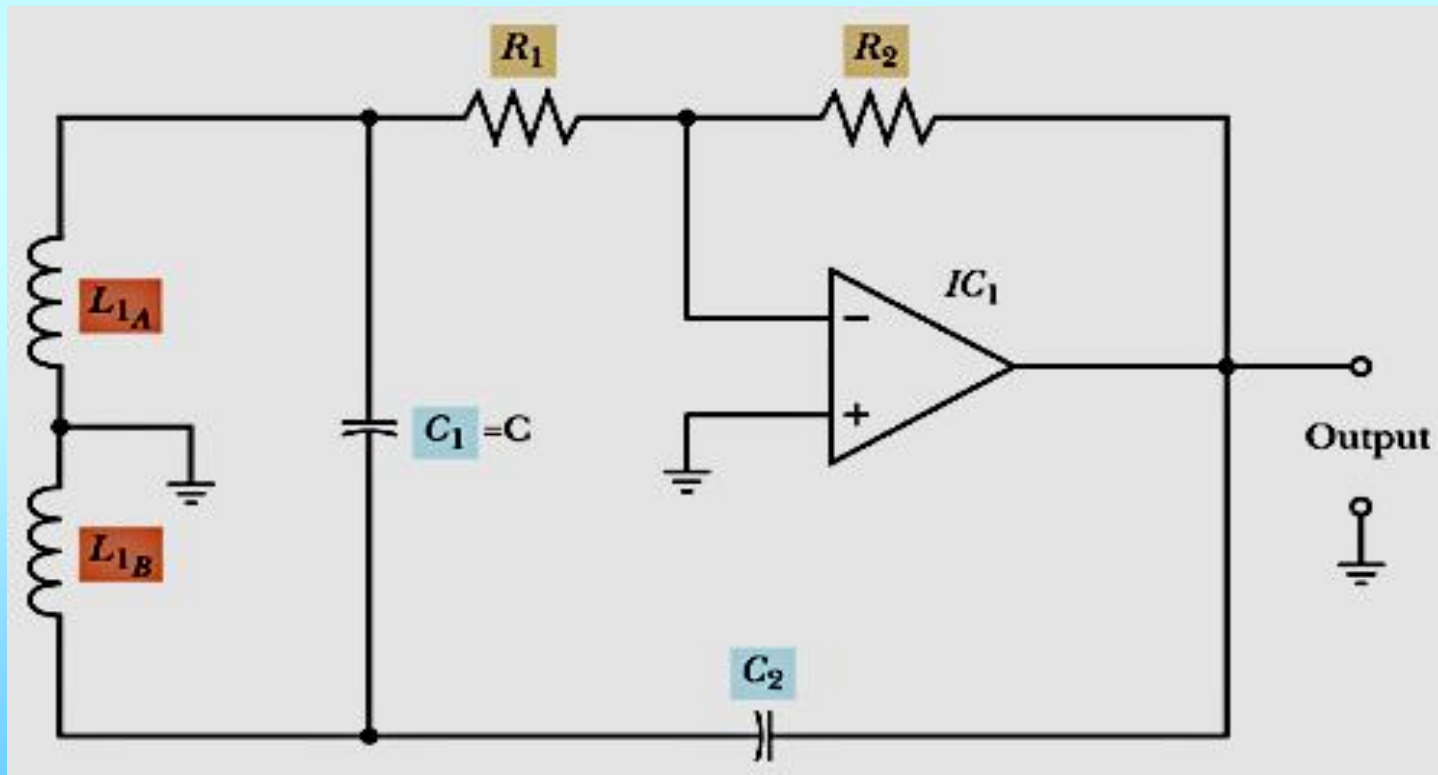 R₁
R₂
L₁A
IC₁
−
C₁ =C
+
Output
L₁B
C₂